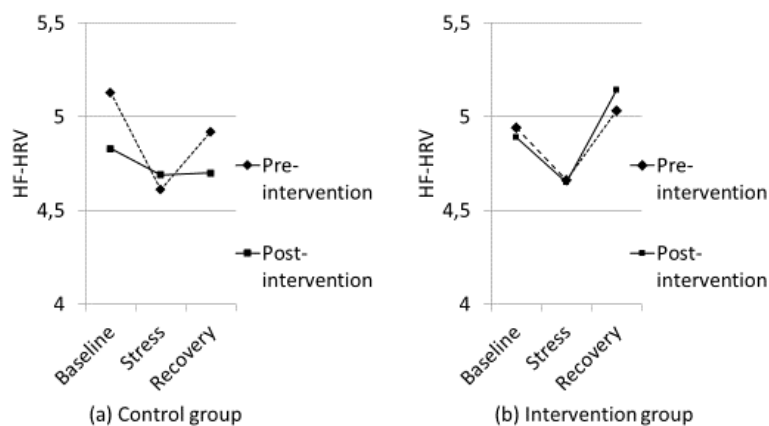 5,5
5
4,5
4
HF-HRV
Baseline
Stress
Recovery
Pre-
intervention
Post-
intervention
(a) Control group
5,5
5
4,5
4
HF-HRV
Baseline
Stress
Recovery
Pre-
intervention
Post-
intervention
(b) Intervention group